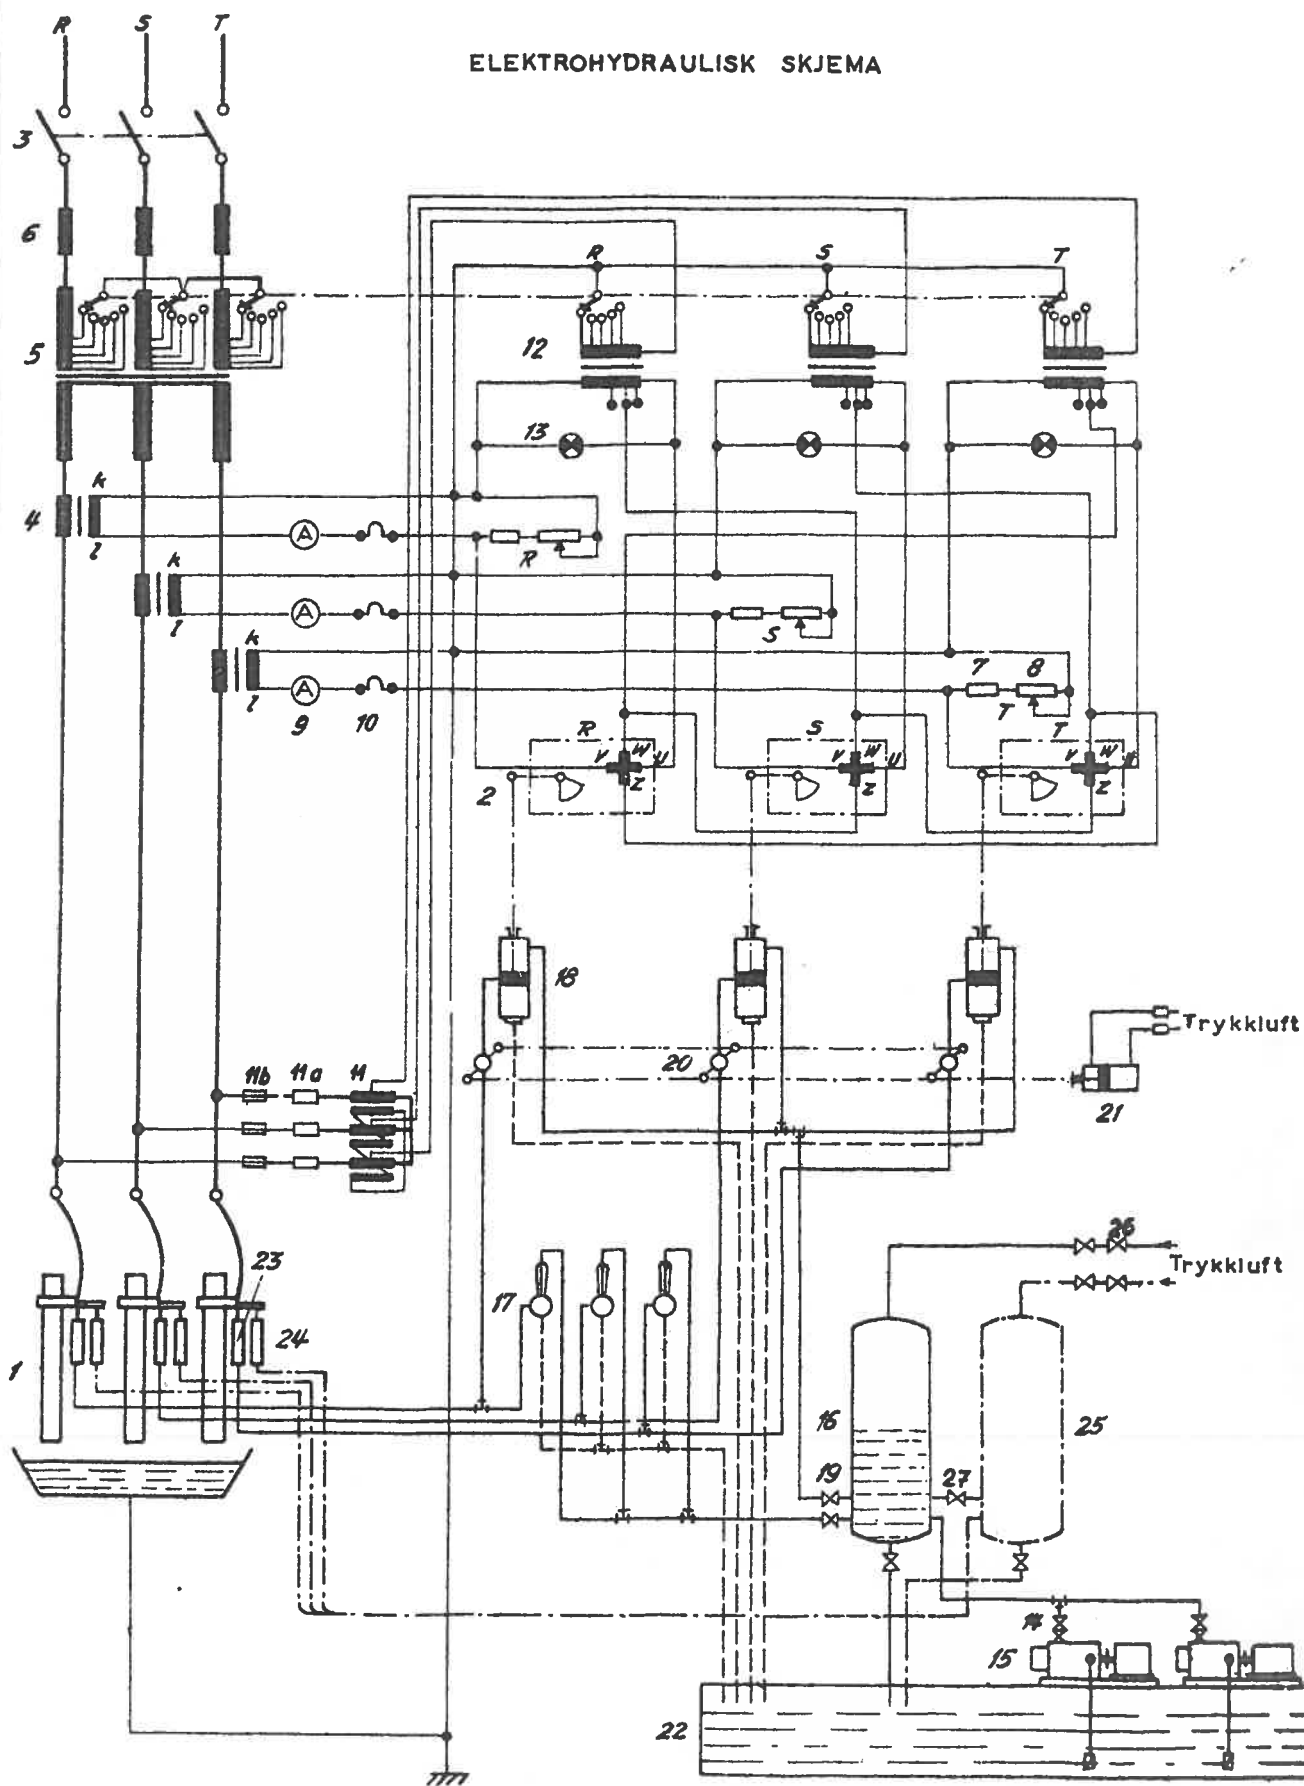 R S T
ELEKTROHYDRAULISK SKJEMA
3
6
R S T
5
12
13
k
4
l
R
k
l
S
k
7 8
l
9 10
T
R S T
V W U Z
V W U Z
V W U Z
2
18
20
Trykkluft
21
11b 11a 11
23
26
Trykkluft
17
24
1
16
25
19
27
14
15
22